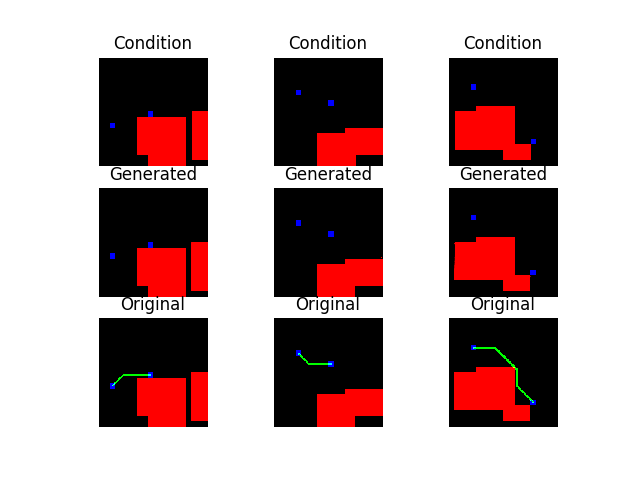 Condition Condition Condition
Generated Generated Generated
Original Original Original